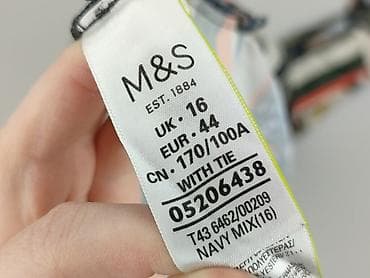 M&S
EST. 1884
UK · 16
EUR · 44
CN · 170/100A
WITH TIE
05206438
T43 6462/00209
NAVY MIX(16)